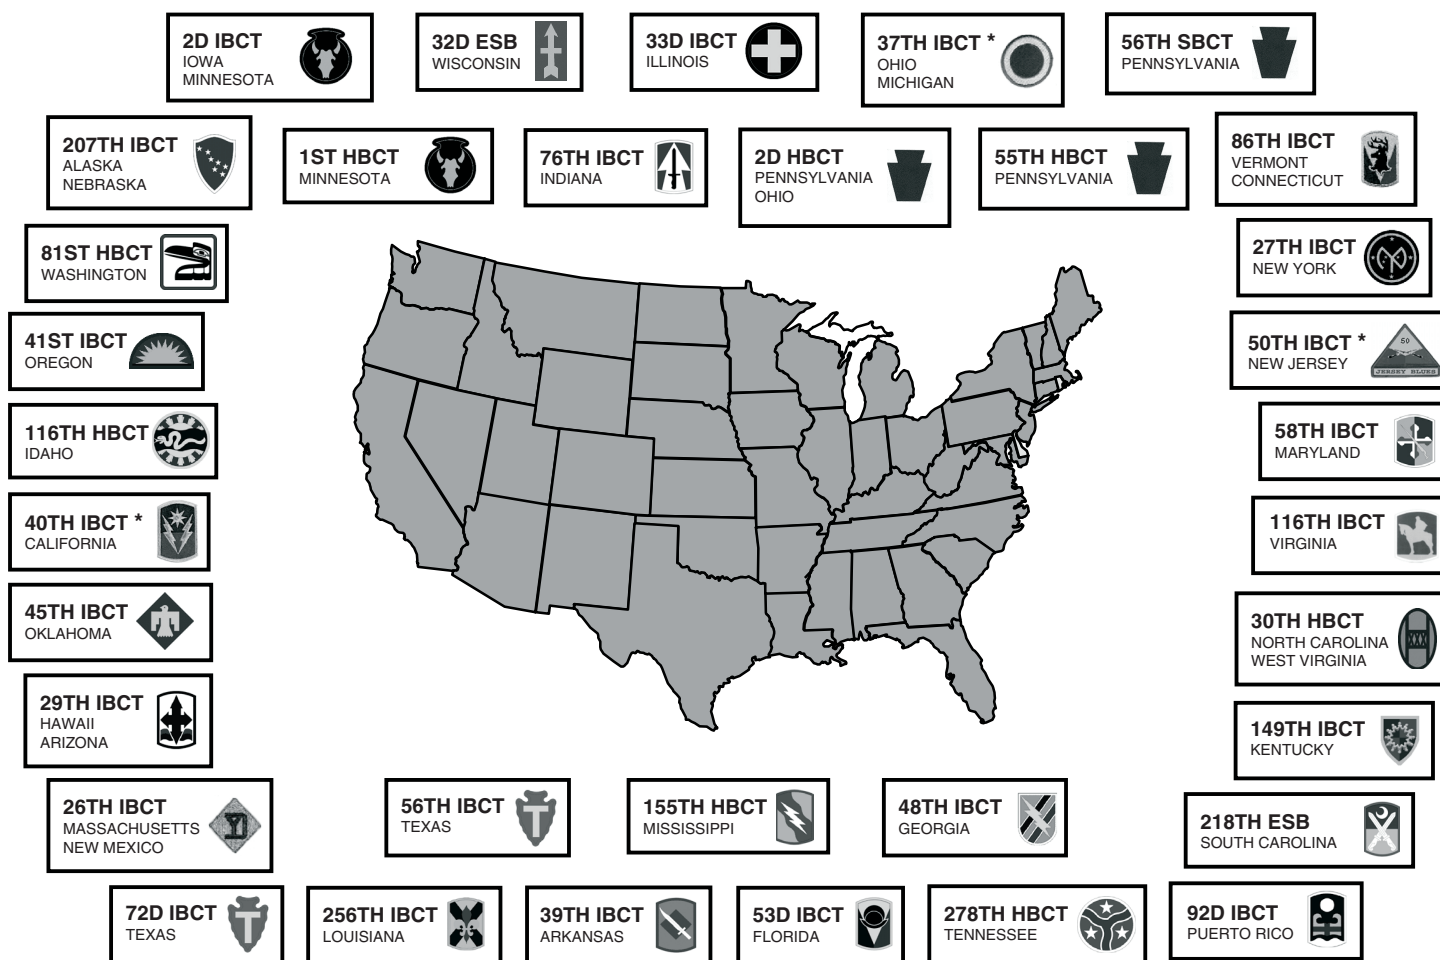 2D IBCT
IOWA
MINNESOTA
32D ESB
WISCONSIN
33D IBCT
ILLINOIS
37TH IBCT *
OHIO
MICHIGAN
56TH SBCT
PENNSYLVANIA
207TH IBCT
ALASKA
NEBRASKA
1ST HBCT
MINNESOTA
76TH IBCT
INDIANA
2D HBCT
PENNSYLVANIA
OHIO
55TH HBCT
PENNSYLVANIA
86TH IBCT
VERMONT
CONNECTICUT
81ST HBCT
WASHINGTON
27TH IBCT
NEW YORK
41ST IBCT
OREGON
50TH IBCT *
NEW JERSEY
50
JERSEY BLUES
116TH HBCT
IDAHO
58TH IBCT
MARYLAND
40TH IBCT *
CALIFORNIA
116TH IBCT
VIRGINIA
45TH IBCT
OKLAHOMA
30TH HBCT
NORTH CAROLINA
WEST VIRGINIA
29TH IBCT
HAWAII
ARIZONA
149TH IBCT
KENTUCKY
26TH IBCT
MASSACHUSETTS
NEW MEXICO
56TH IBCT
TEXAS
T
155TH HBCT
MISSISSIPPI
48TH IBCT
GEORGIA
218TH ESB
SOUTH CAROLINA
72D IBCT
TEXAS
T
256TH IBCT
LOUISIANA
39TH IBCT
ARKANSAS
53D IBCT
FLORIDA
278TH HBCT
TENNESSEE
92D IBCT
PUERTO RICO